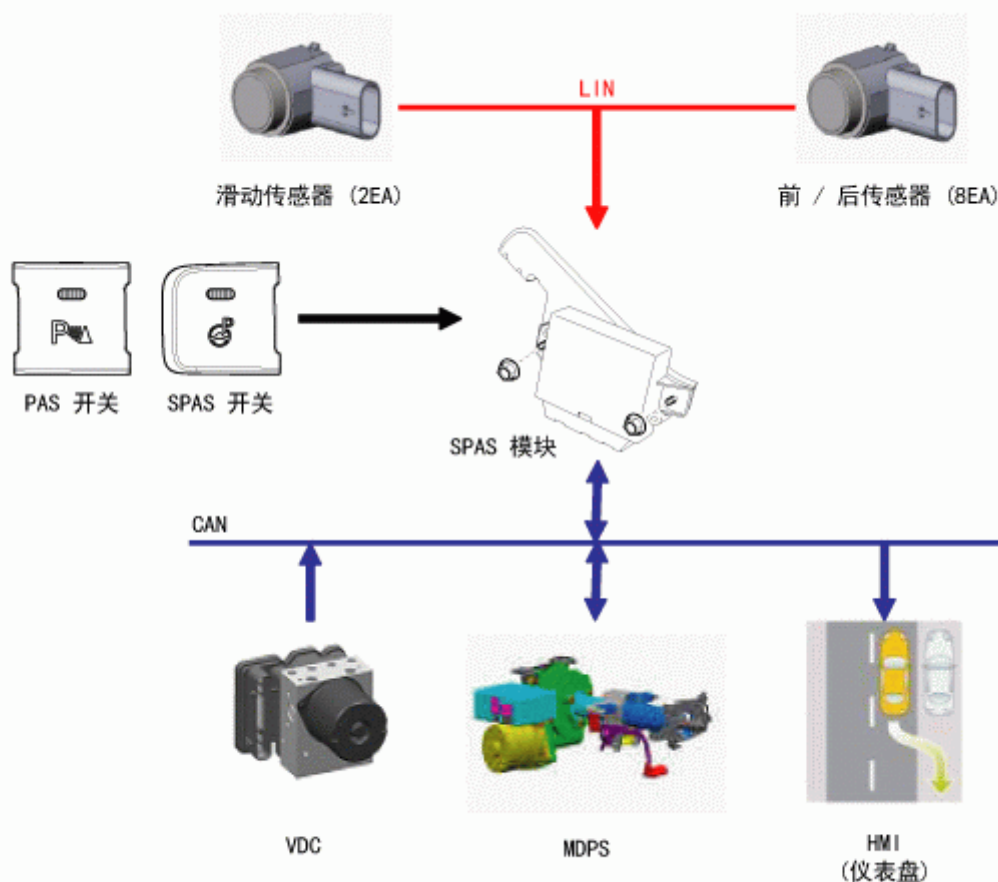 LIN
滑动传感器 (2EA)
前 / 后传感器 (8EA)
P
P
PAS 开关
SPAS 开关
SPAS 模块
CAN
VDC
MDPS
HMI
(仪表盘)